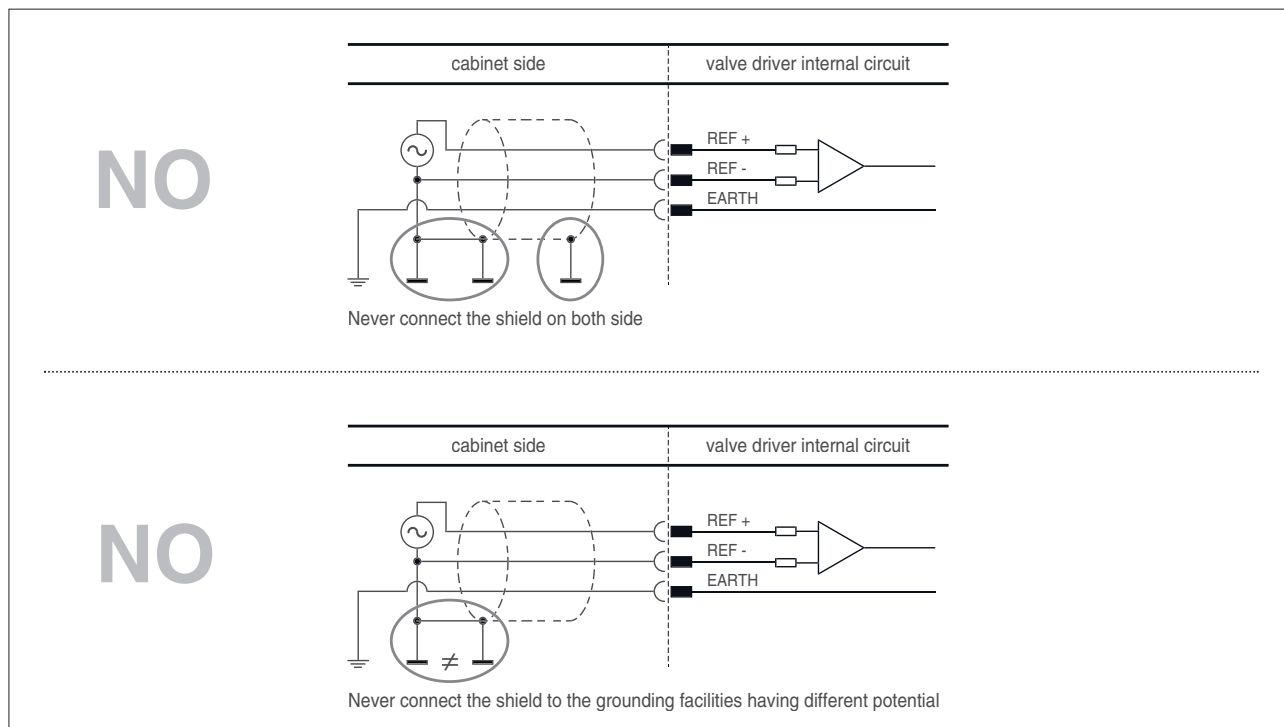 cabinet side
valve driver internal circuit
NO
REF +
REF -
EARTH
Never connect the shield on both side
cabinet side
valve driver internal circuit
NO
REF +
REF -
EARTH
≠
Never connect the shield to the grounding facilities having different potential